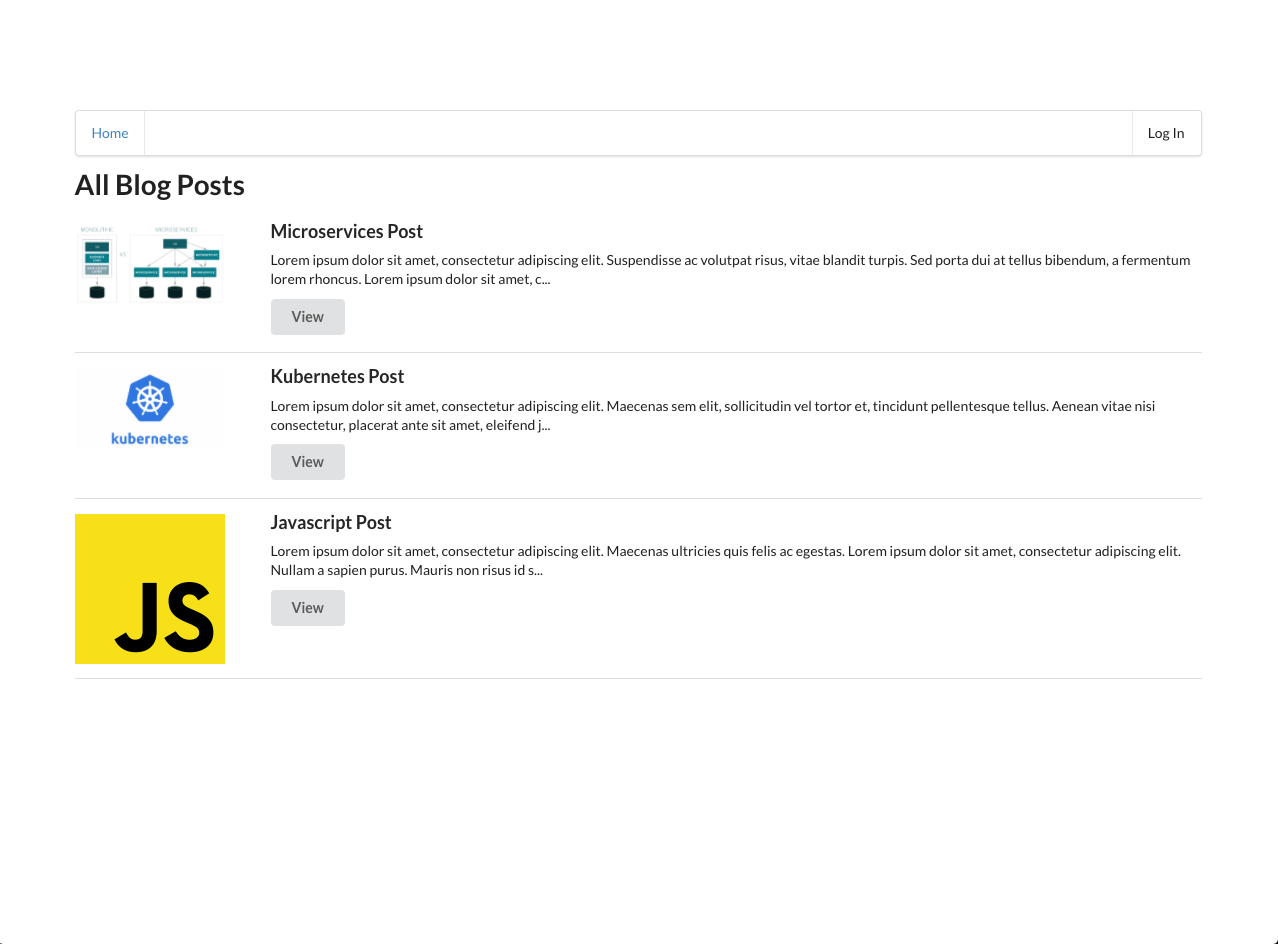 Home
Log In
All Blog Posts
MONOLITHIC
MICROSERVICES
VS
UI
MICROSERVICE
MICROSERVICE
MICROSERVICE
MICROSERVICE
Microservices Post
Lorem ipsum dolor sit amet, consectetur adipiscing elit. Suspendisse ac volutpat risus, vitae blandit turpis. Sed porta dui at tellus bibendum, a fermentum
lorem rhoncus. Lorem ipsum dolor sit amet, c...
View
kubernetes
Kubernetes Post
Lorem ipsum dolor sit amet, consectetur adipiscing elit. Maecenas sem elit, sollicitudin vel tortor et, tincidunt pellentesque tellus. Aenean vitae nisi
consectetur, placerat ante sit amet, eleifend j...
View
JS
Javascript Post
Lorem ipsum dolor sit amet, consectetur adipiscing elit. Maecenas ultricies quis felis ac egestas. Lorem ipsum dolor sit amet, consectetur adipiscing elit.
Nullam a sapien purus. Mauris non risus id s...
View